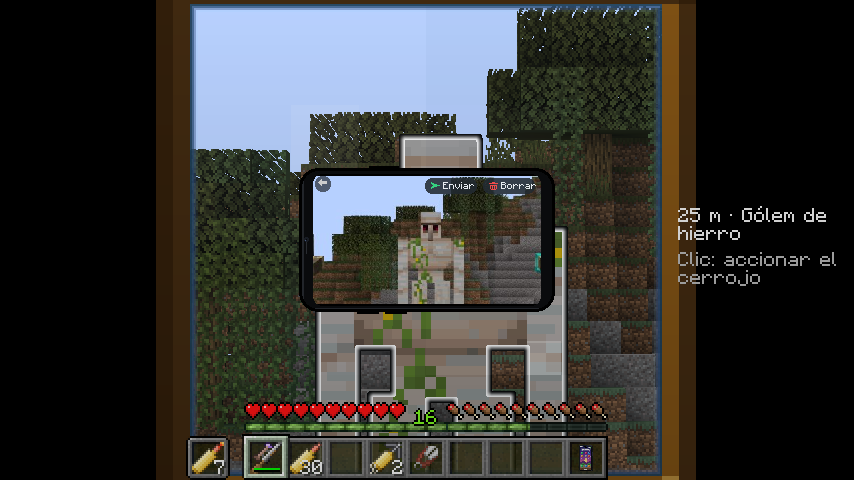 Enviar
Borrar
25 m · Gólem de
hierro
Clic: accionar el
cerrojo
16
7
30
2